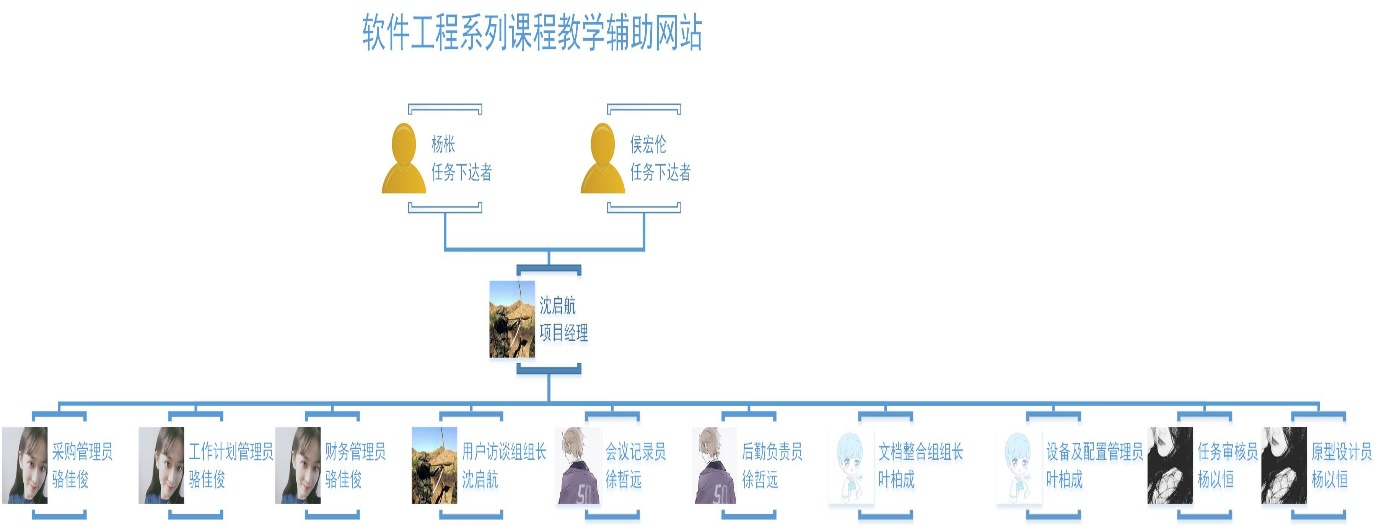 软件工程系列课程教学辅助网站
杨枨
任务下达者
侯宏伦
任务下达者
沈启航
项目经理
采购管理员
骆佳俊
工作计划管理员
骆佳俊
财务管理员
骆佳俊
用户访谈组组长
沈启航
会议记录员
徐哲远
后勤负责员
徐哲远
文档整合组组长
叶柏成
设备及配置管理员
叶柏成
任务审核员
杨以恒
原型设计员
杨以恒